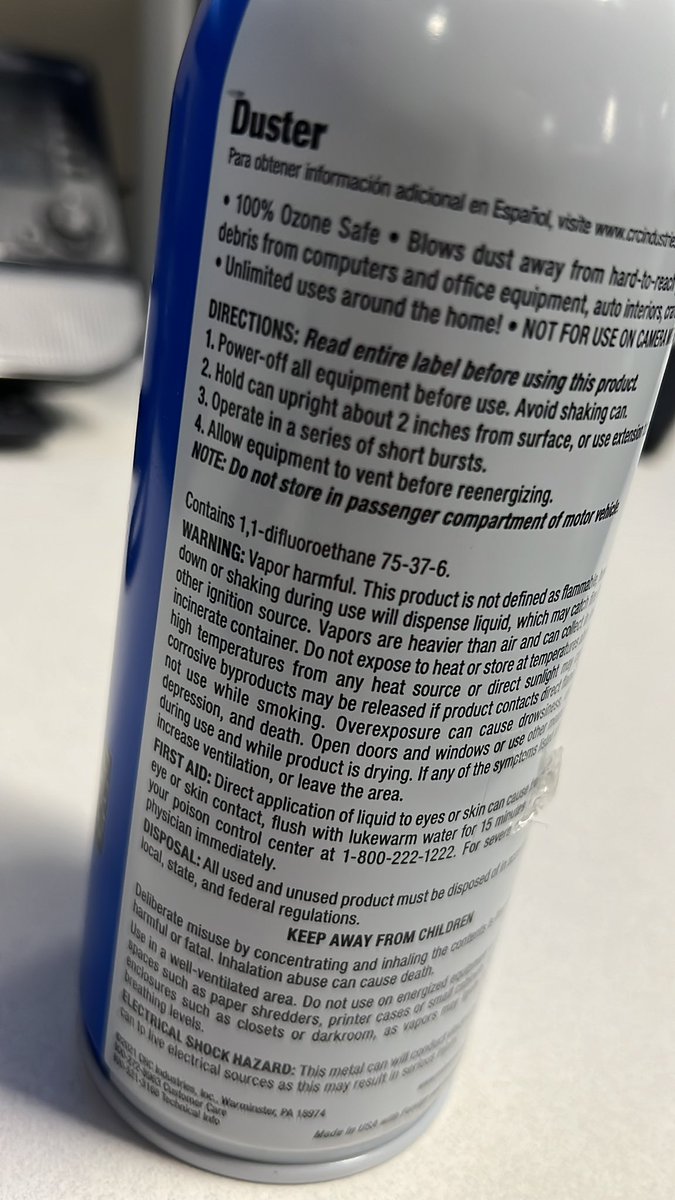 Duster
Para obtener información adicional en Español, visite www.crcindustries
• 100% Ozone Safe • Blows dust away from hard-to-reach
debris from computers and office equipment, auto interiors,
• Unlimited uses around the home! • NOT FOR USE ON CAMERA
DIRECTIONS: Read entire label before using this product.
1. Power-off all equipment before use. Avoid shaking can.
2. Hold can upright about 2 inches from surface, or use extension
3. Operate in a series of short bursts.
4. Allow equipment to vent before reenergizing.
NOTE: Do not store in passenger compartment of motor vehicle.
Contains 1,1-difluoroethane 75-37-6.
WARNING: Vapor harmful. This product is not defined as
down or shaking during use will dispense liquid, which may catch
other ignition source. Vapors are heavier than air and can collect
incinerate container. Do not expose to heat or store at temperatures
high temperatures from any heat source or direct sunlight
corrosive byproducts may be released if product contacts direct
not use while smoking. Overexposure can cause
depression, and death. Open doors and windows or use other
during use and while product is drying. If any of the symptoms
increase ventilation, or leave the area.
FIRST AID: Direct application of liquid to eyes or skin can cause
eye or skin contact, flush with lukewarm water for 15 minutes
your poison control center at 1-800-222-1222. For severe
physician immediately.
DISPOSAL: All used and unused product must be disposed of in
local, state, and federal regulations.
KEEP AWAY FROM CHILDREN
Deliberate misuse by concentrating and inhaling the contents is
harmful or fatal. Inhalation abuse can cause death.
Use in a well-ventilated area. Do not use on energized
spaces such as paper shredders, printer cases or small
enclosures such as closets or darkroom, as vapors may
breathing levels.
ELECTRICAL SHOCK HAZARD: This metal can will conduct
can to live electrical sources as this may result in serious
©2021 CRC Industries, Inc., Warminster, PA 18974
Customer Care
Technical Info
Made in USA with